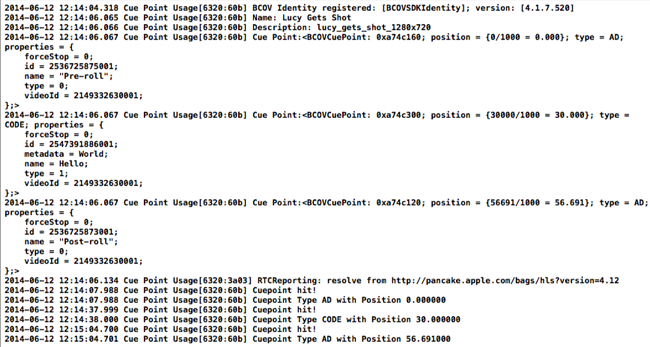 2014-06-12 12:14:04.318 Cue Point Usage[6320:60b] BCOV Identity registered: [BCOVSDKIdentity]; version: [4.1.7.520]
2014-06-12 12:14:06.065 Cue Point Usage[6320:60b] Name: Lucy Gets Shot
2014-06-12 12:14:06.066 Cue Point Usage[6320:60b] Description: lucy_gets_shot_1280x720
2014-06-12 12:14:06.067 Cue Point Usage[6320:60b] Cue Point:<BCOVCuePoint: 0xa74c160; position = {0/1000 = 0.000}; type = AD;
properties = {
    forceStop = 0;
    id = 2536725875001;
    name = "Pre-roll";
    type = 0;
    videoId = 2149332630001;
};>
2014-06-12 12:14:06.067 Cue Point Usage[6320:60b] Cue Point:<BCOVCuePoint: 0xa74c300; position = {30000/1000 = 30.000}; type =
CODE; properties = {
    forceStop = 0;
    id = 2547391886001;
    metadata = World;
    name = Hello;
    type = 1;
    videoId = 2149332630001;
};>
2014-06-12 12:14:06.067 Cue Point Usage[6320:60b] Cue Point:<BCOVCuePoint: 0xa74c120; position = {56691/1000 = 56.691}; type = AD;
properties = {
    forceStop = 0;
    id = 2536725873001;
    name = "Post-roll";
    type = 0;
    videoId = 2149332630001;
};>
2014-06-12 12:14:06.134 Cue Point Usage[6320:3a03] RTCReporting: resolve from http://pancake.apple.com/bags/hls?version=4.12
2014-06-12 12:14:07.988 Cue Point Usage[6320:60b] Cuepoint hit!
2014-06-12 12:14:07.988 Cue Point Usage[6320:60b] Cuepoint Type AD with Position 0.000000
2014-06-12 12:14:37.999 Cue Point Usage[6320:60b] Cuepoint hit!
2014-06-12 12:14:38.000 Cue Point Usage[6320:60b] Cuepoint Type CODE with Position 30.000000
2014-06-12 12:15:04.700 Cue Point Usage[6320:60b] Cuepoint hit!
2014-06-12 12:15:04.701 Cue Point Usage[6320:60b] Cuepoint Type AD with Position 56.691000